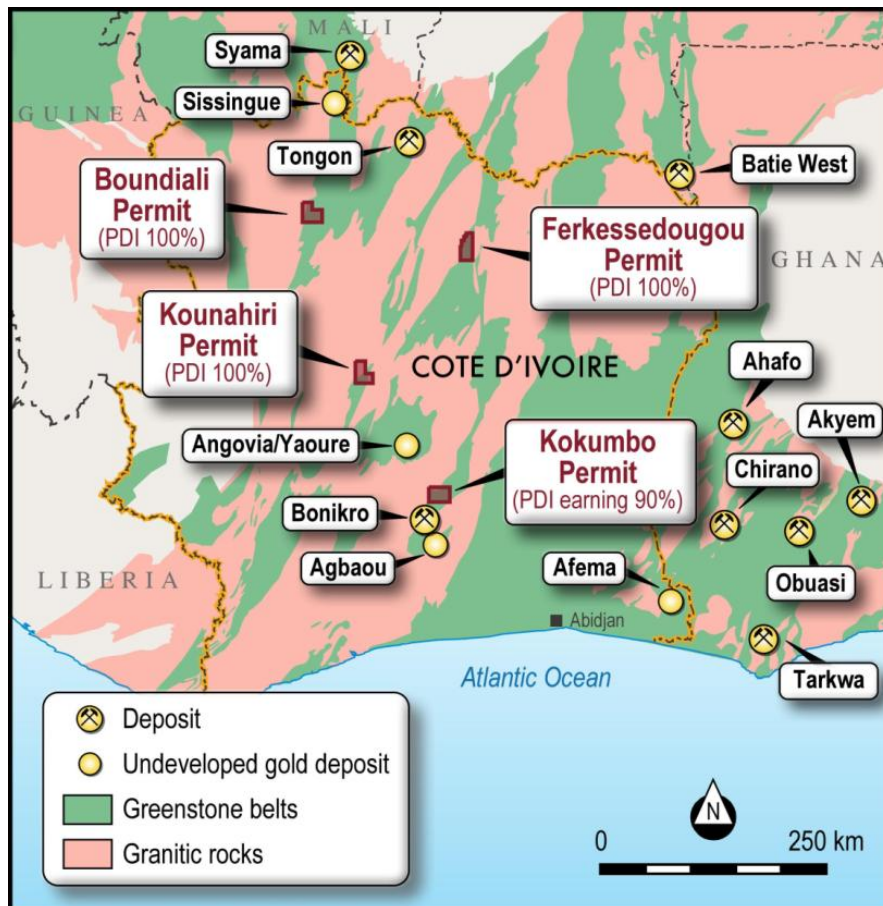 MALI
Syama
GUINEA
Sissingue
Tongon
Batie West
Boundiali
Permit
(PDI 100%)
Ferkessedougou
Permit
(PDI 100%)
GHANA
Kounahiri
Permit
(PDI 100%)
COTE D'IVOIRE
Ahafo
Akyem
Angovia/Yaoure
Kokumbo
Permit
(PDI earning 90%)
Chirano
Bonikro
Agbaou
LIBERIA
Afema
Obuasi
Abidjan
Tarkwa
Atlantic Ocean
Deposit
Undeveloped gold deposit
Greenstone belts
Granitic rocks
N
0 250 km